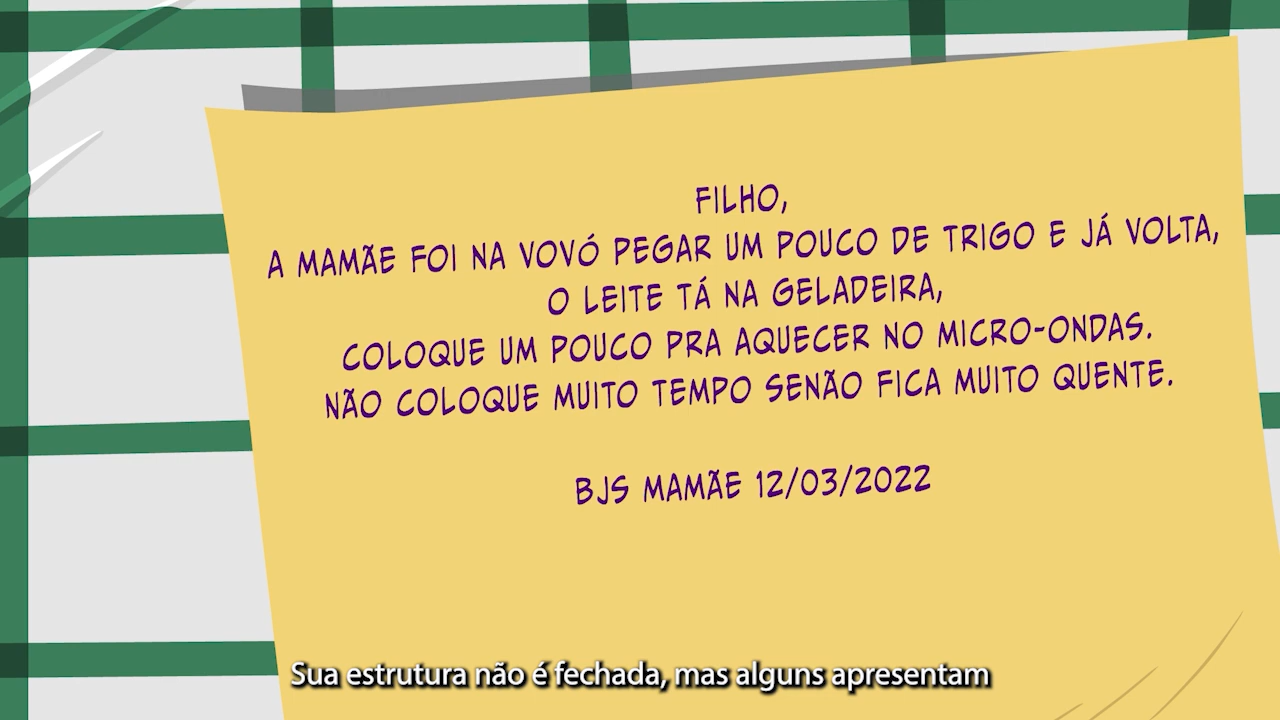 FILHO,
A MAMÃE FOI NA VOVÓ PEGAR UM POUCO DE TRIGO E JÁ VOLTA,
O LEITE TÁ NA GELADEIRA,
COLOQUE UM POUCO PRA AQUECER NO MICRO-ONDAS.
NÃO COLOQUE MUITO TEMPO SENÃO FICA MUITO QUENTE.
BJS MAMÃE 12/03/2022
Sua estrutura não é fechada, mas alguns apresentam